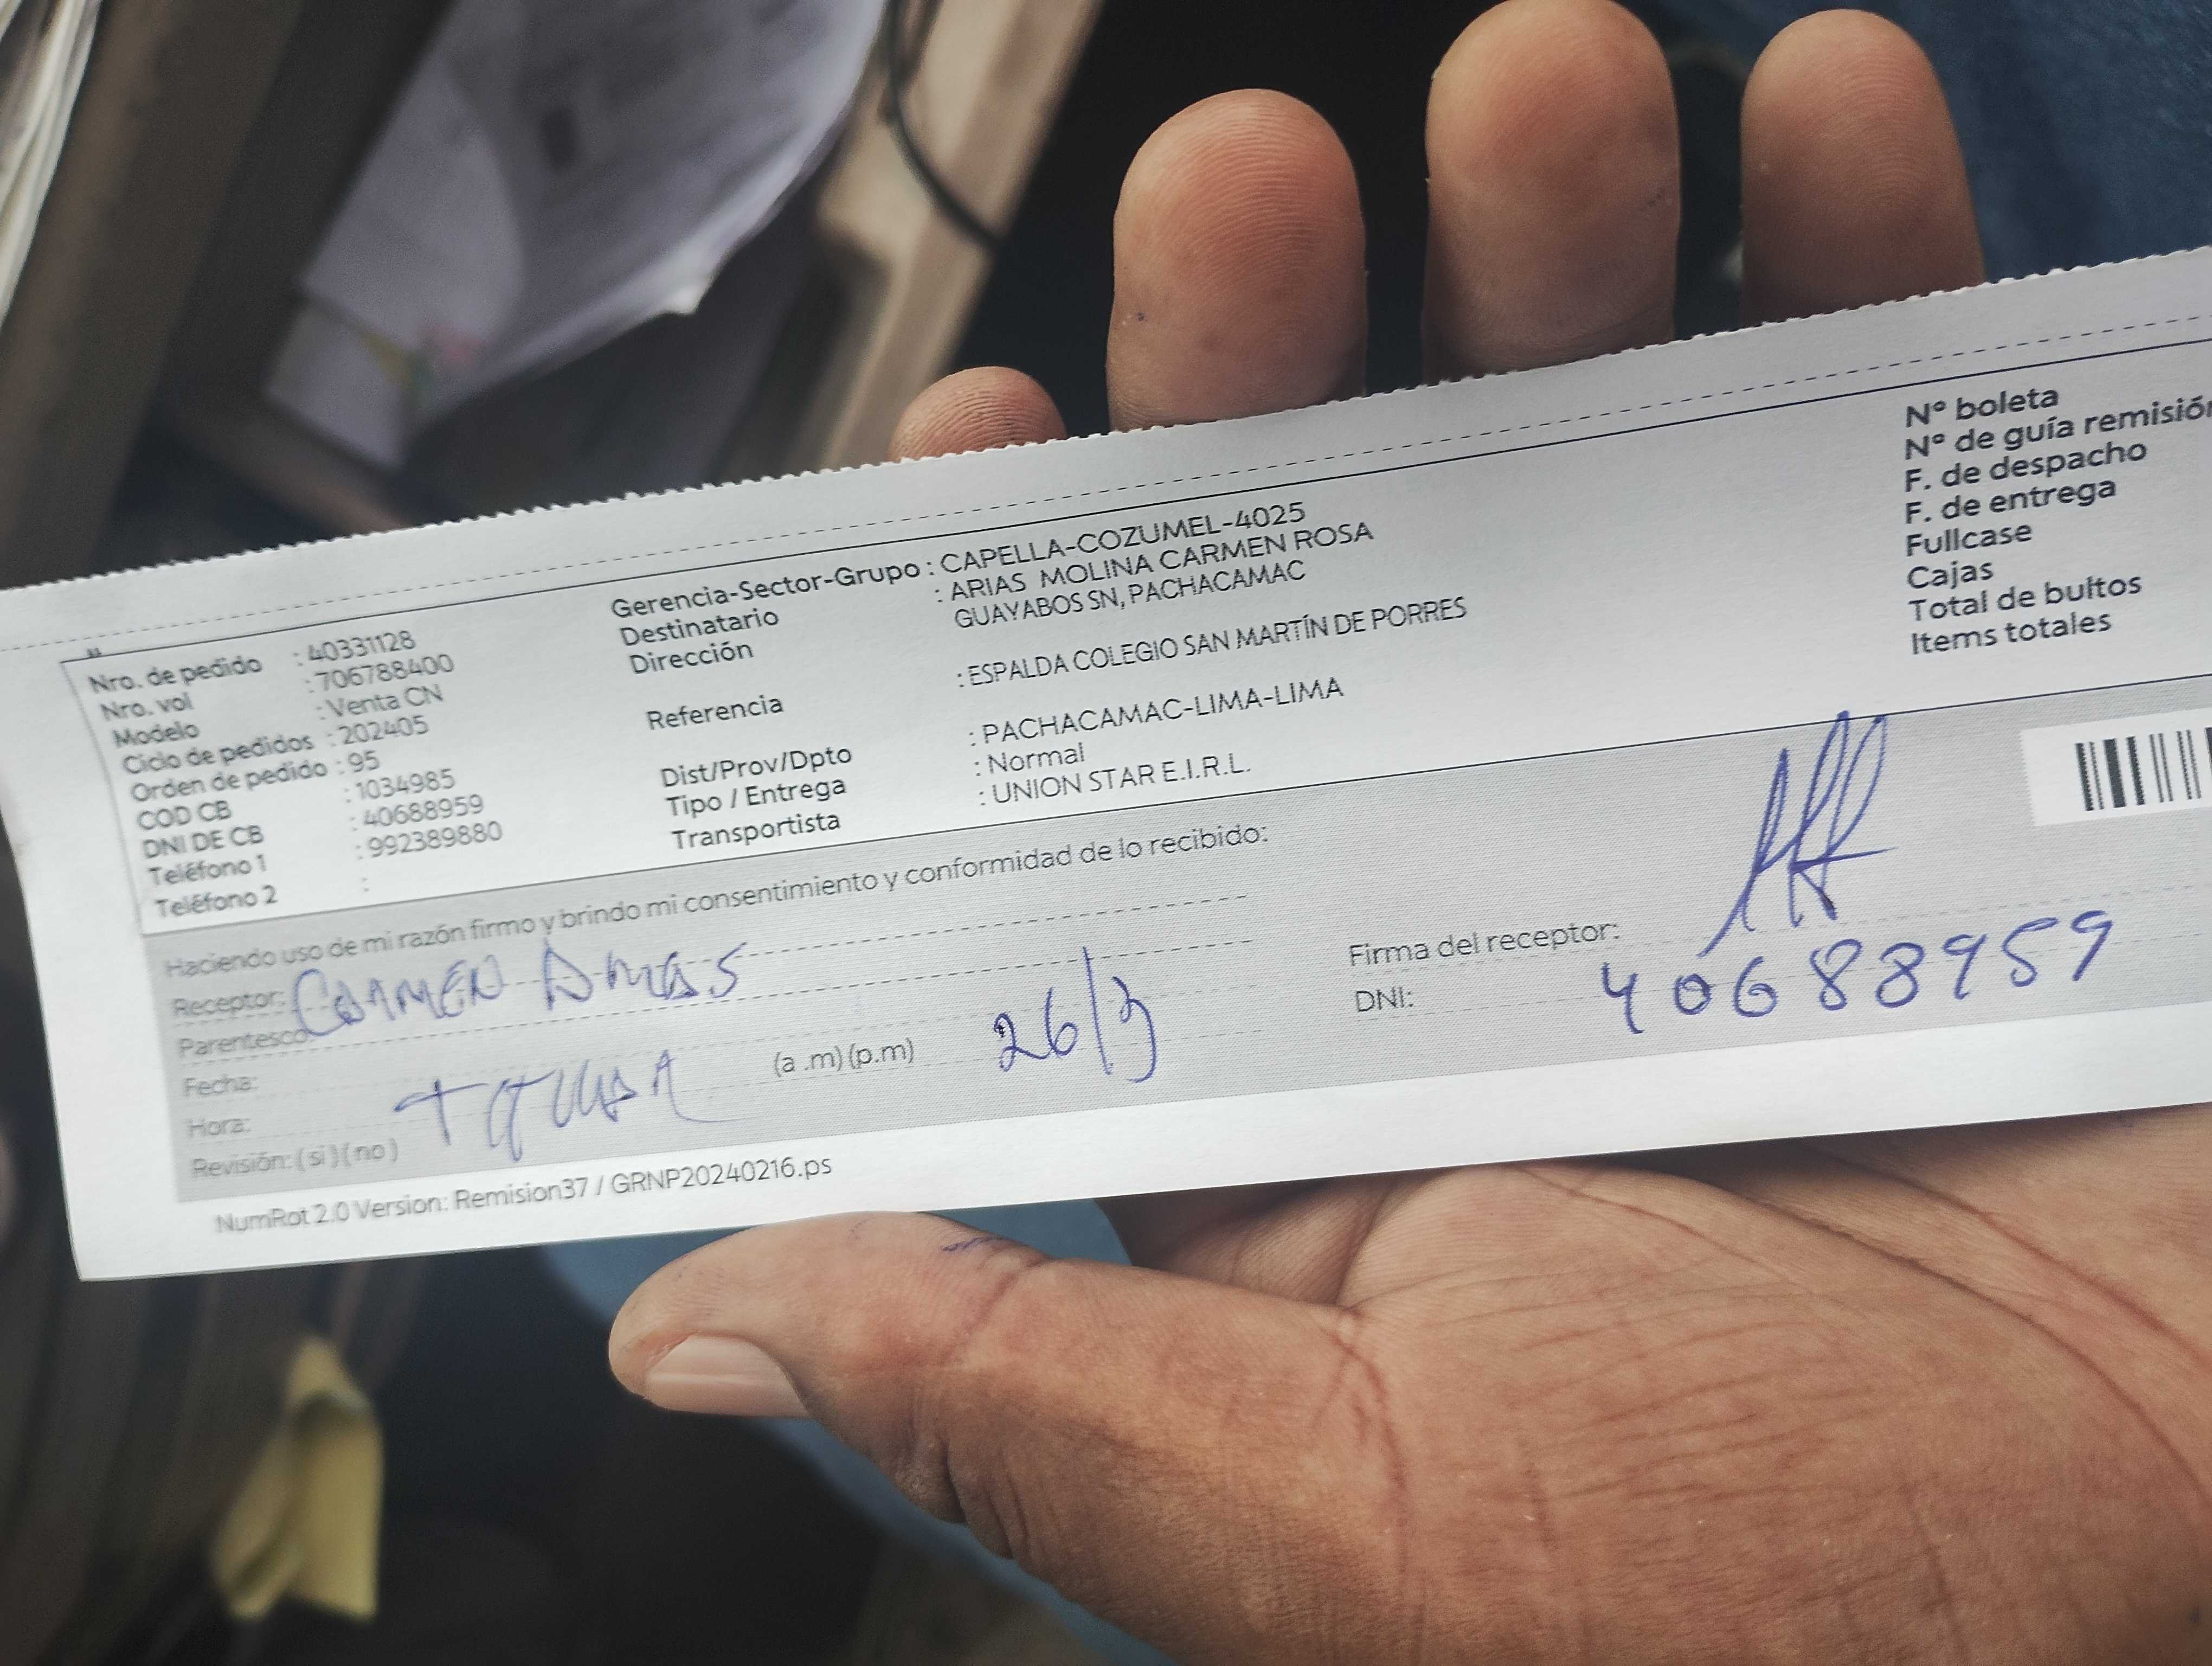 Nro. de pedido : 40331128
Nro. vol : 706788400
Modelo : Venta CN
Ciclo de pedidos : 202405
Orden de pedido : 95
COD CB : 1034985
DNI DE CB : 40688959
Teléfono 1 : 992389880
Teléfono 2 :
Gerencia-Sector-Grupo : CAPELLA-COZUMEL-4025
Destinatario : ARIAS MOLINA CARMEN ROSA
Dirección GUAYABOS SN, PACHACAMAC
Referencia : ESPALDA COLEGIO SAN MARTÍN DE PORRES
Dist/Prov/Dpto : PACHACAMAC-LIMA-LIMA
Tipo / Entrega : Normal
Transportista : UNION STAR E.I.R.L.
N° boleta
N° de guía remisión
F. de despacho
F. de entrega
Fullcase
Cajas
Total de bultos
Items totales
Haciendo uso de mi razón firmo y brindo mi consentimiento y conformidad de lo recibido:
Receptor: CARMEN ARIAS
Parentesco:
Fecha:
Hora: (a .m) (p.m) 26/3
Revisión: ( si ) ( no )
Firma del receptor:
DNI: 40688959
NumRot 2.0 Version: Remision37 / GRNP20240216.ps